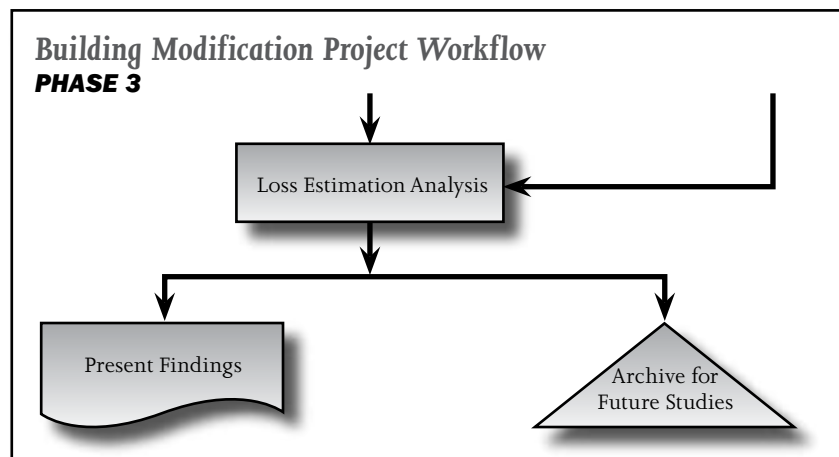 Building Modification Project Workflow
PHASE 3
Loss Estimation Analysis
Present Findings
Archive for
Future Studies